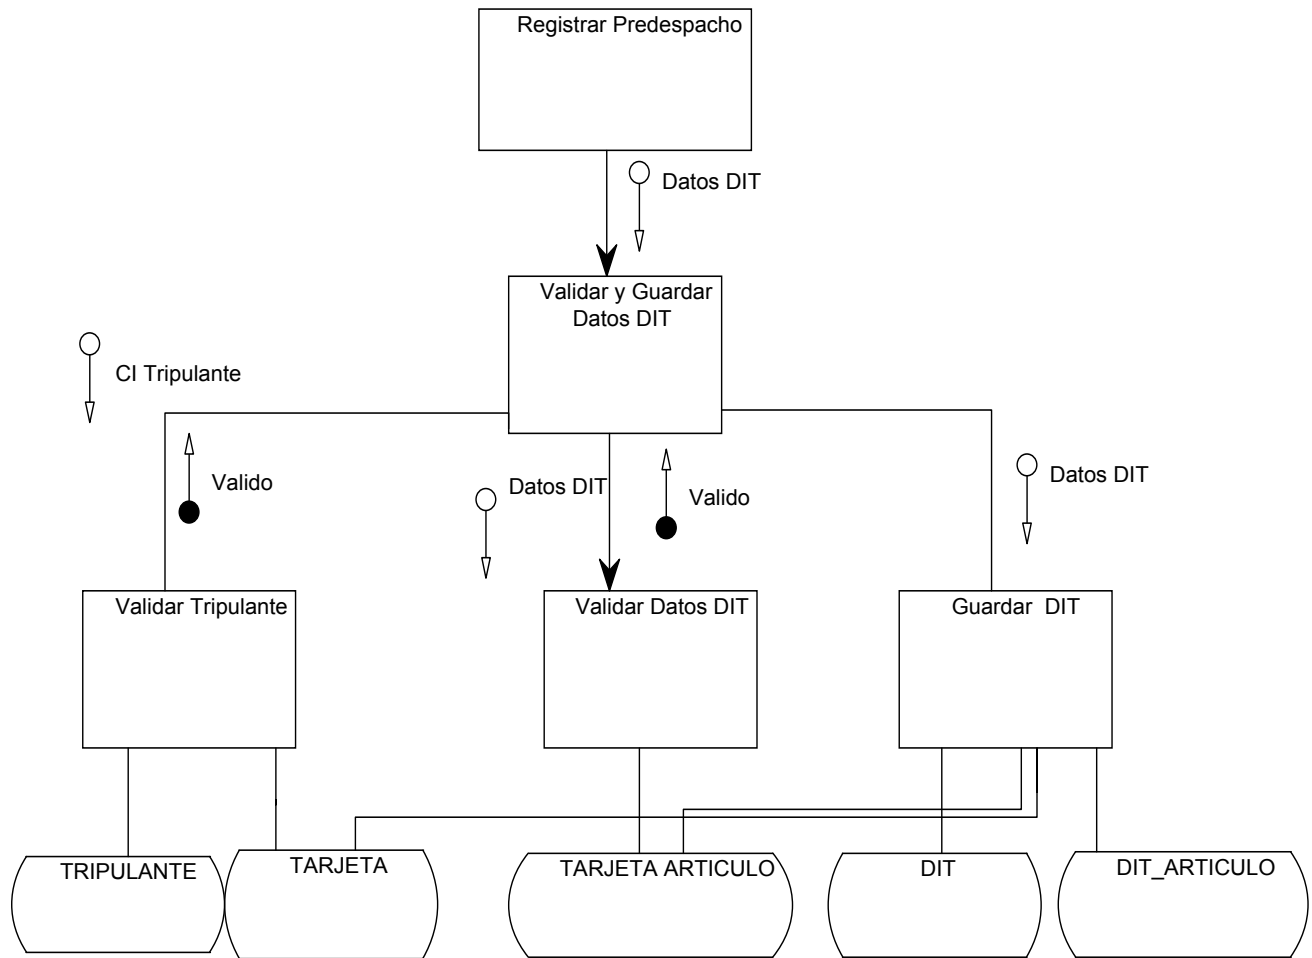 Registrar Predespacho
Datos DIT
Validar y Guardar
Datos DIT
CI Tripulante
Valido
Datos DIT
Valido
Datos DIT
Validar Tripulante
Validar Datos DIT
Guardar DIT
TRIPULANTE
TARJETA
TARJETA ARTICULO
DIT
DIT_ARTICULO